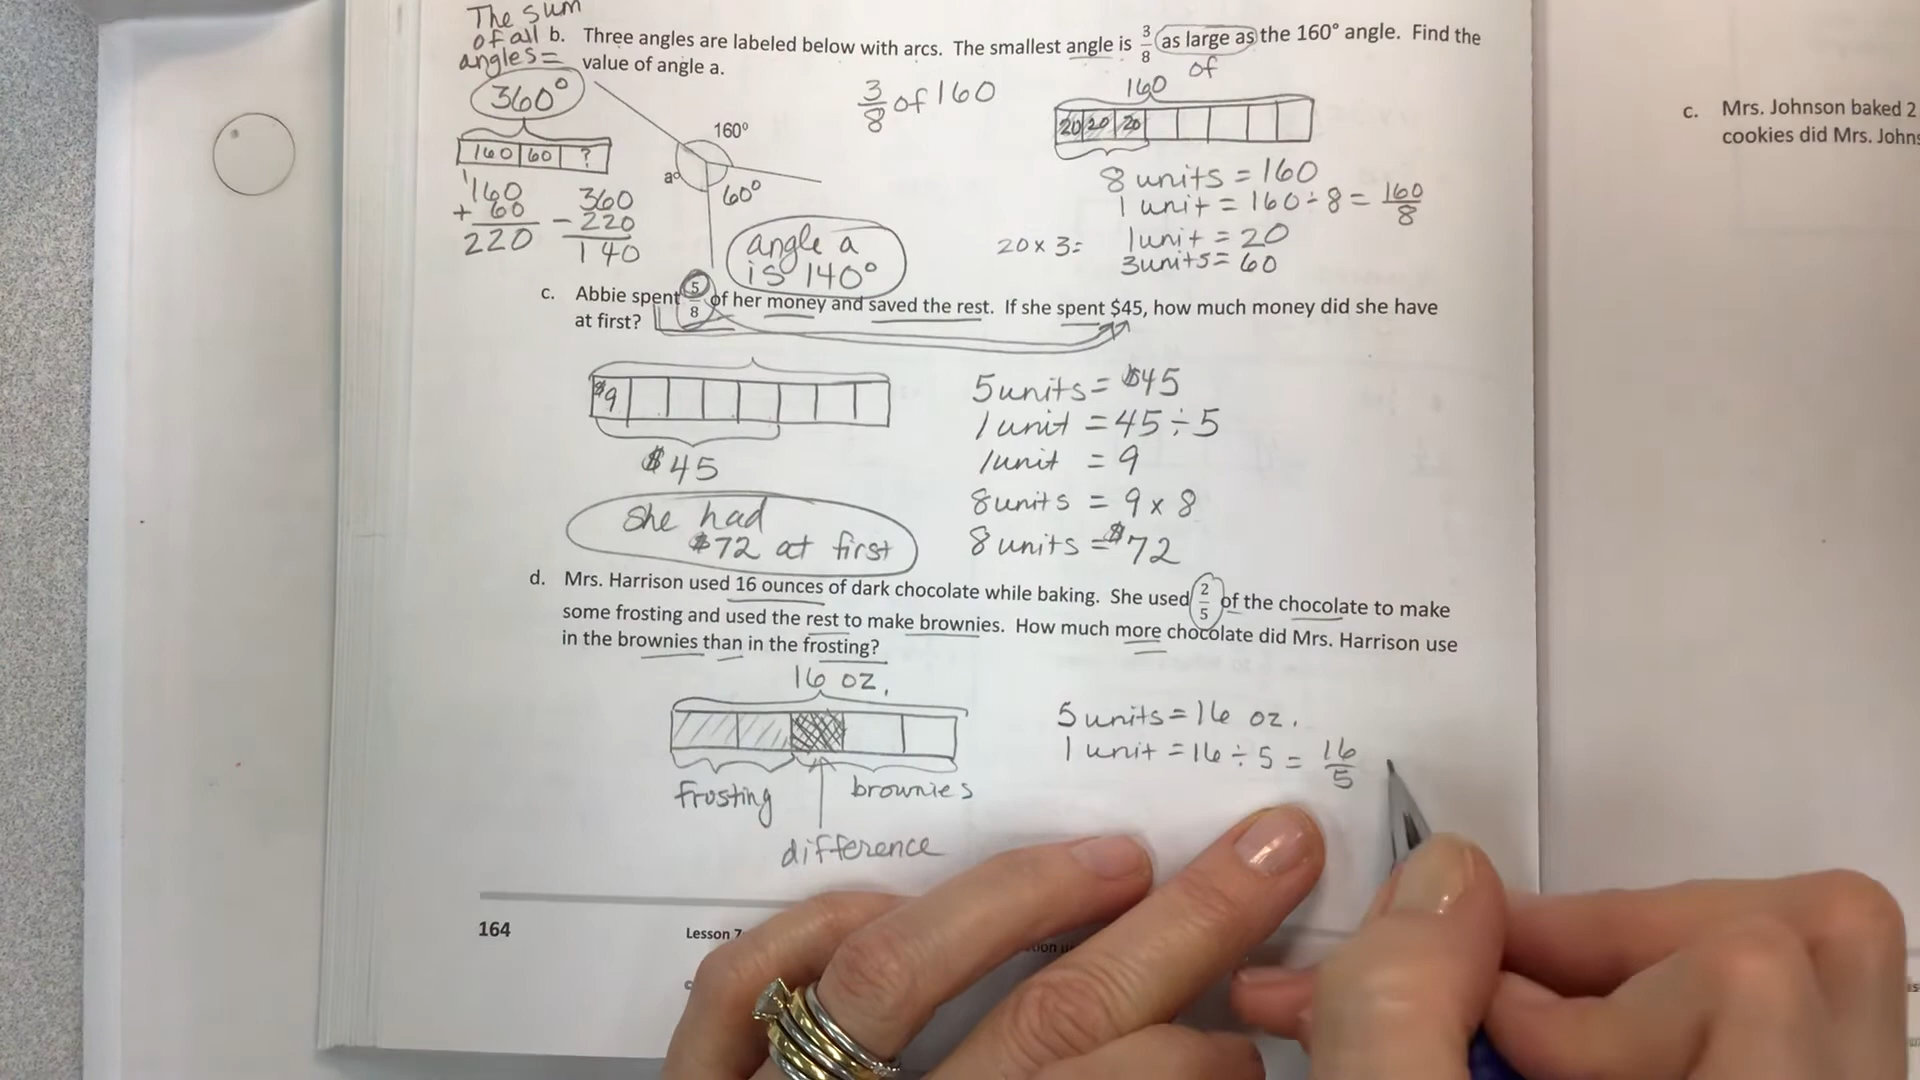 The sum
of all
angles =
360°
b. Three angles are labeled below with arcs. The smallest angle is 3/8 as large as the 160° angle. Find the
value of angle a.
of
3/8 of 160
160
20 20 20
160 60 ?
160°
a°
60°
160
+ 60
220
360
- 220
140
angle a
is 140°
8 units = 160
1 unit = 160 ÷ 8 = 160/8
20 x 3 =
1 unit = 20
3 units = 60
c. Abbie spent 5/8 of her money and saved the rest. If she spent $45, how much money did she have
at first?
$9
$45
she had
$72 at first
5 units = $45
1 unit = 45 ÷ 5
1 unit = 9
8 units = 9 x 8
8 units = $72
d. Mrs. Harrison used 16 ounces of dark chocolate while baking. She used 2/5 of the chocolate to make
some frosting and used the rest to make brownies. How much more chocolate did Mrs. Harrison use
in the brownies than in the frosting?
16 oz.
frosting
brownies
difference
5 units = 16 oz.
1 unit = 16 ÷ 5 = 16/5
164
Lesson 7
c. Mrs. Johnson baked 2
cookies did Mrs. Johns